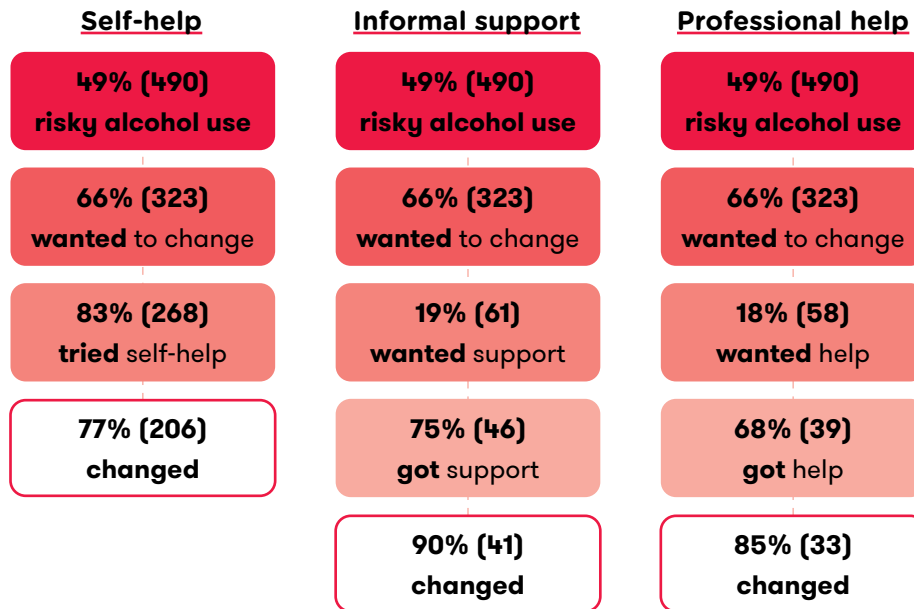 Self-help
49% (490)
risky alcohol use
66% (323)
wanted to change
83% (268)
tried self-help
77% (206)
changed
Informal support
49% (490)
risky alcohol use
66% (323)
wanted to change
19% (61)
wanted support
75% (46)
got support
90% (41)
changed
Professional help
49% (490)
risky alcohol use
66% (323)
wanted to change
18% (58)
wanted help
68% (39)
got help
85% (33)
changed